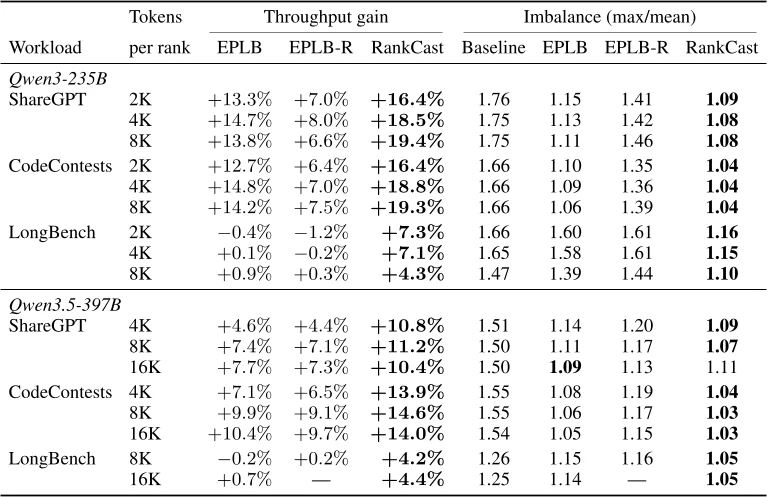 Tokens Throughput gain Imbalance (max/mean)
Workload per rank EPLB EPLB-R RankCast Baseline EPLB EPLB-R RankCast
Qwen3-235B
ShareGPT 2K +13.3% +7.0% +16.4% 1.76 1.15 1.41 1.09
4K +14.7% +8.0% +18.5% 1.75 1.13 1.42 1.08
8K +13.8% +6.6% +19.4% 1.75 1.11 1.46 1.08
CodeContests 2K +12.7% +6.4% +16.4% 1.66 1.10 1.35 1.04
4K +14.8% +7.0% +18.8% 1.66 1.09 1.36 1.04
8K +14.2% +7.5% +19.3% 1.66 1.06 1.39 1.04
LongBench 2K −0.4% −1.2% +7.3% 1.66 1.60 1.61 1.16
4K +0.1% −0.2% +7.1% 1.65 1.58 1.61 1.15
8K +0.9% +0.3% +4.3% 1.47 1.39 1.44 1.10
Qwen3.5-397B
ShareGPT 4K +4.6% +4.4% +10.8% 1.51 1.14 1.20 1.09
8K +7.4% +7.1% +11.2% 1.50 1.11 1.17 1.07
16K +7.7% +7.3% +10.4% 1.50 1.09 1.13 1.11
CodeContests 4K +7.1% +6.5% +13.9% 1.55 1.08 1.19 1.04
8K +9.9% +9.1% +14.6% 1.55 1.06 1.17 1.03
16K +10.4% +9.7% +14.0% 1.54 1.05 1.15 1.03
LongBench 8K −0.2% +0.2% +4.2% 1.26 1.15 1.16 1.05
16K +0.7% — +4.4% 1.25 1.14 — 1.05